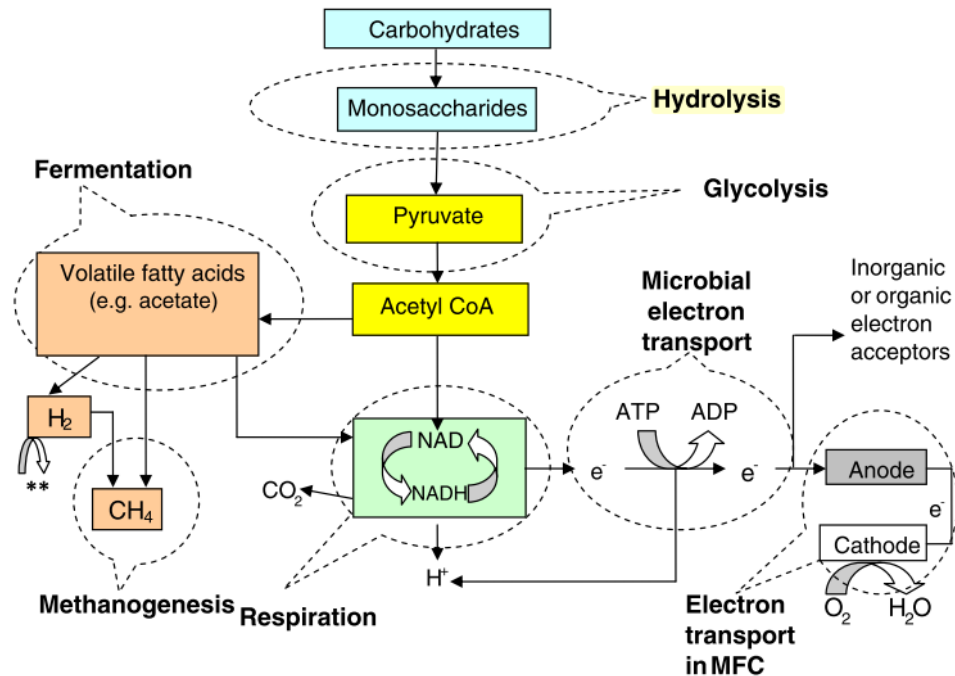 Carbohydrates
Monosaccharides
Hydrolysis
Fermentation
Glycolysis
Pyruvate
Volatile fatty acids
(e.g. acetate)
Acetyl CoA
Microbial
electron
transport
Inorganic
or organic
electron
acceptors
H₂
**
CH₄
NAD
NADH
CO₂
H⁺
ATP
ADP
e⁻
e⁻
Anode
e⁻
Cathode
O₂
H₂O
Methanogenesis
Respiration
Electron
transport
in MFC